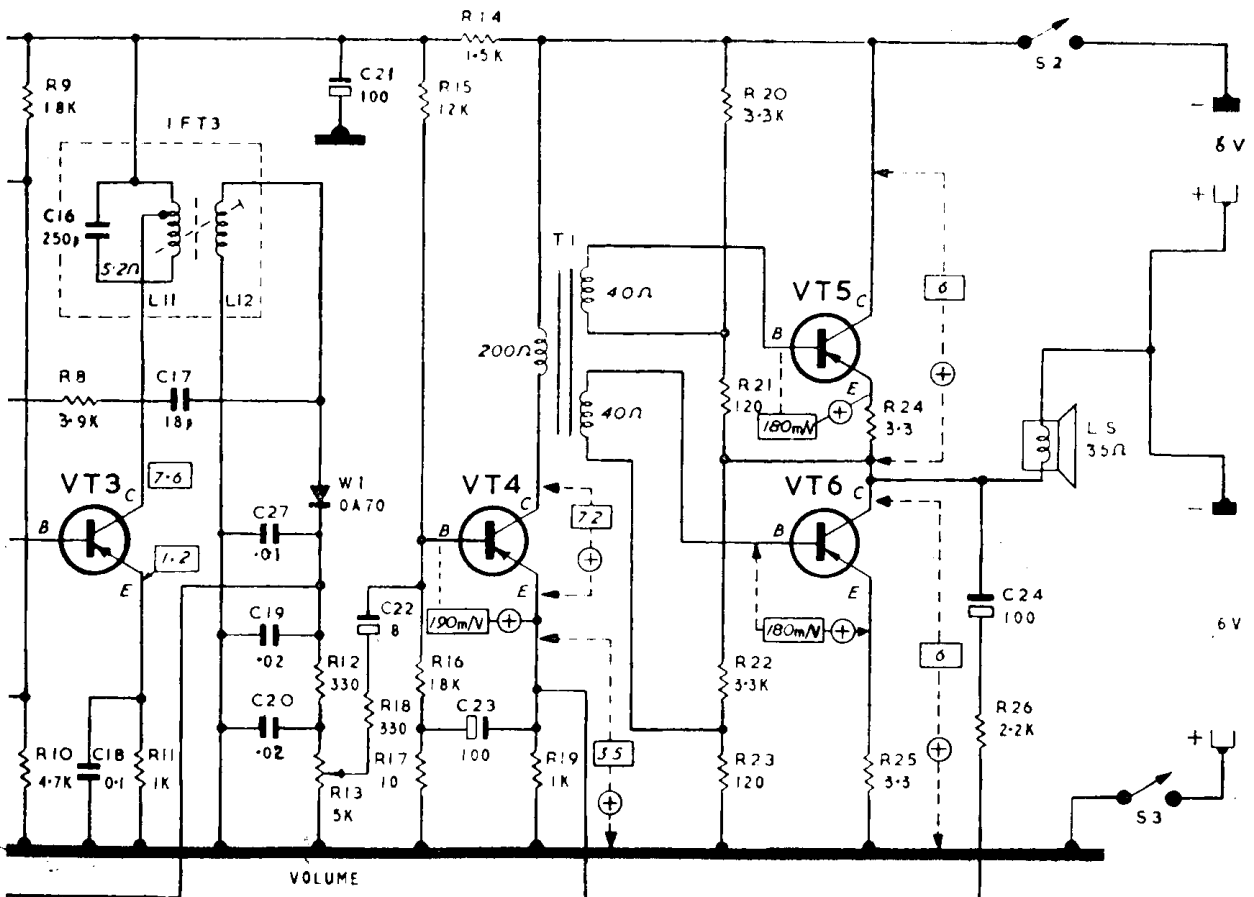 R14
1.5K
S2
R9
18K
C21
100
R15
12K
R20
3.3K
-
6V
+
IFT3
C16
250p
5.2Ω
L11
L12
T1
40Ω
200Ω
40Ω
VT5
C
B
E
6
+
R8
3.9K
C17
18p
R21
120
180m/V
+
R24
3.3
LS
35Ω
VT3
7.6
C
B
E
1.2
W1
OA70
VT4
C
B
E
7.2
+
VT6
C
B
E
-
C27
.01
C19
.02
C22
8
190m/V
+
180m/V
+
C24
100
6V
6
+
R12
330
R16
18K
R22
3.3K
C20
.02
R18
330
C23
100
R26
2.2K
+
R10
4.7K
C18
0.1
R11
1K
R13
5K
R17
10
R19
1K
35
+
R23
120
R25
3.3
S3
VOLUME